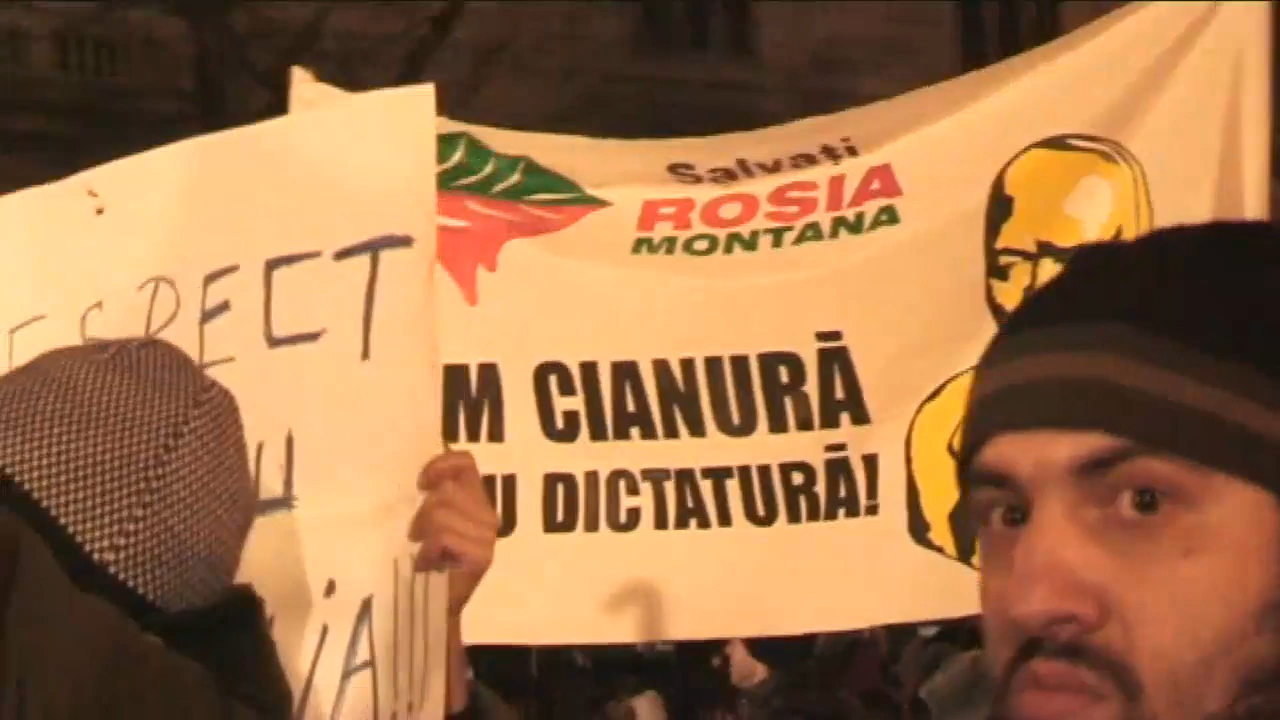 ESPECT
Salvați
ROȘIA
MONTANA
M CIANURĂ
U DICTATURĂ!